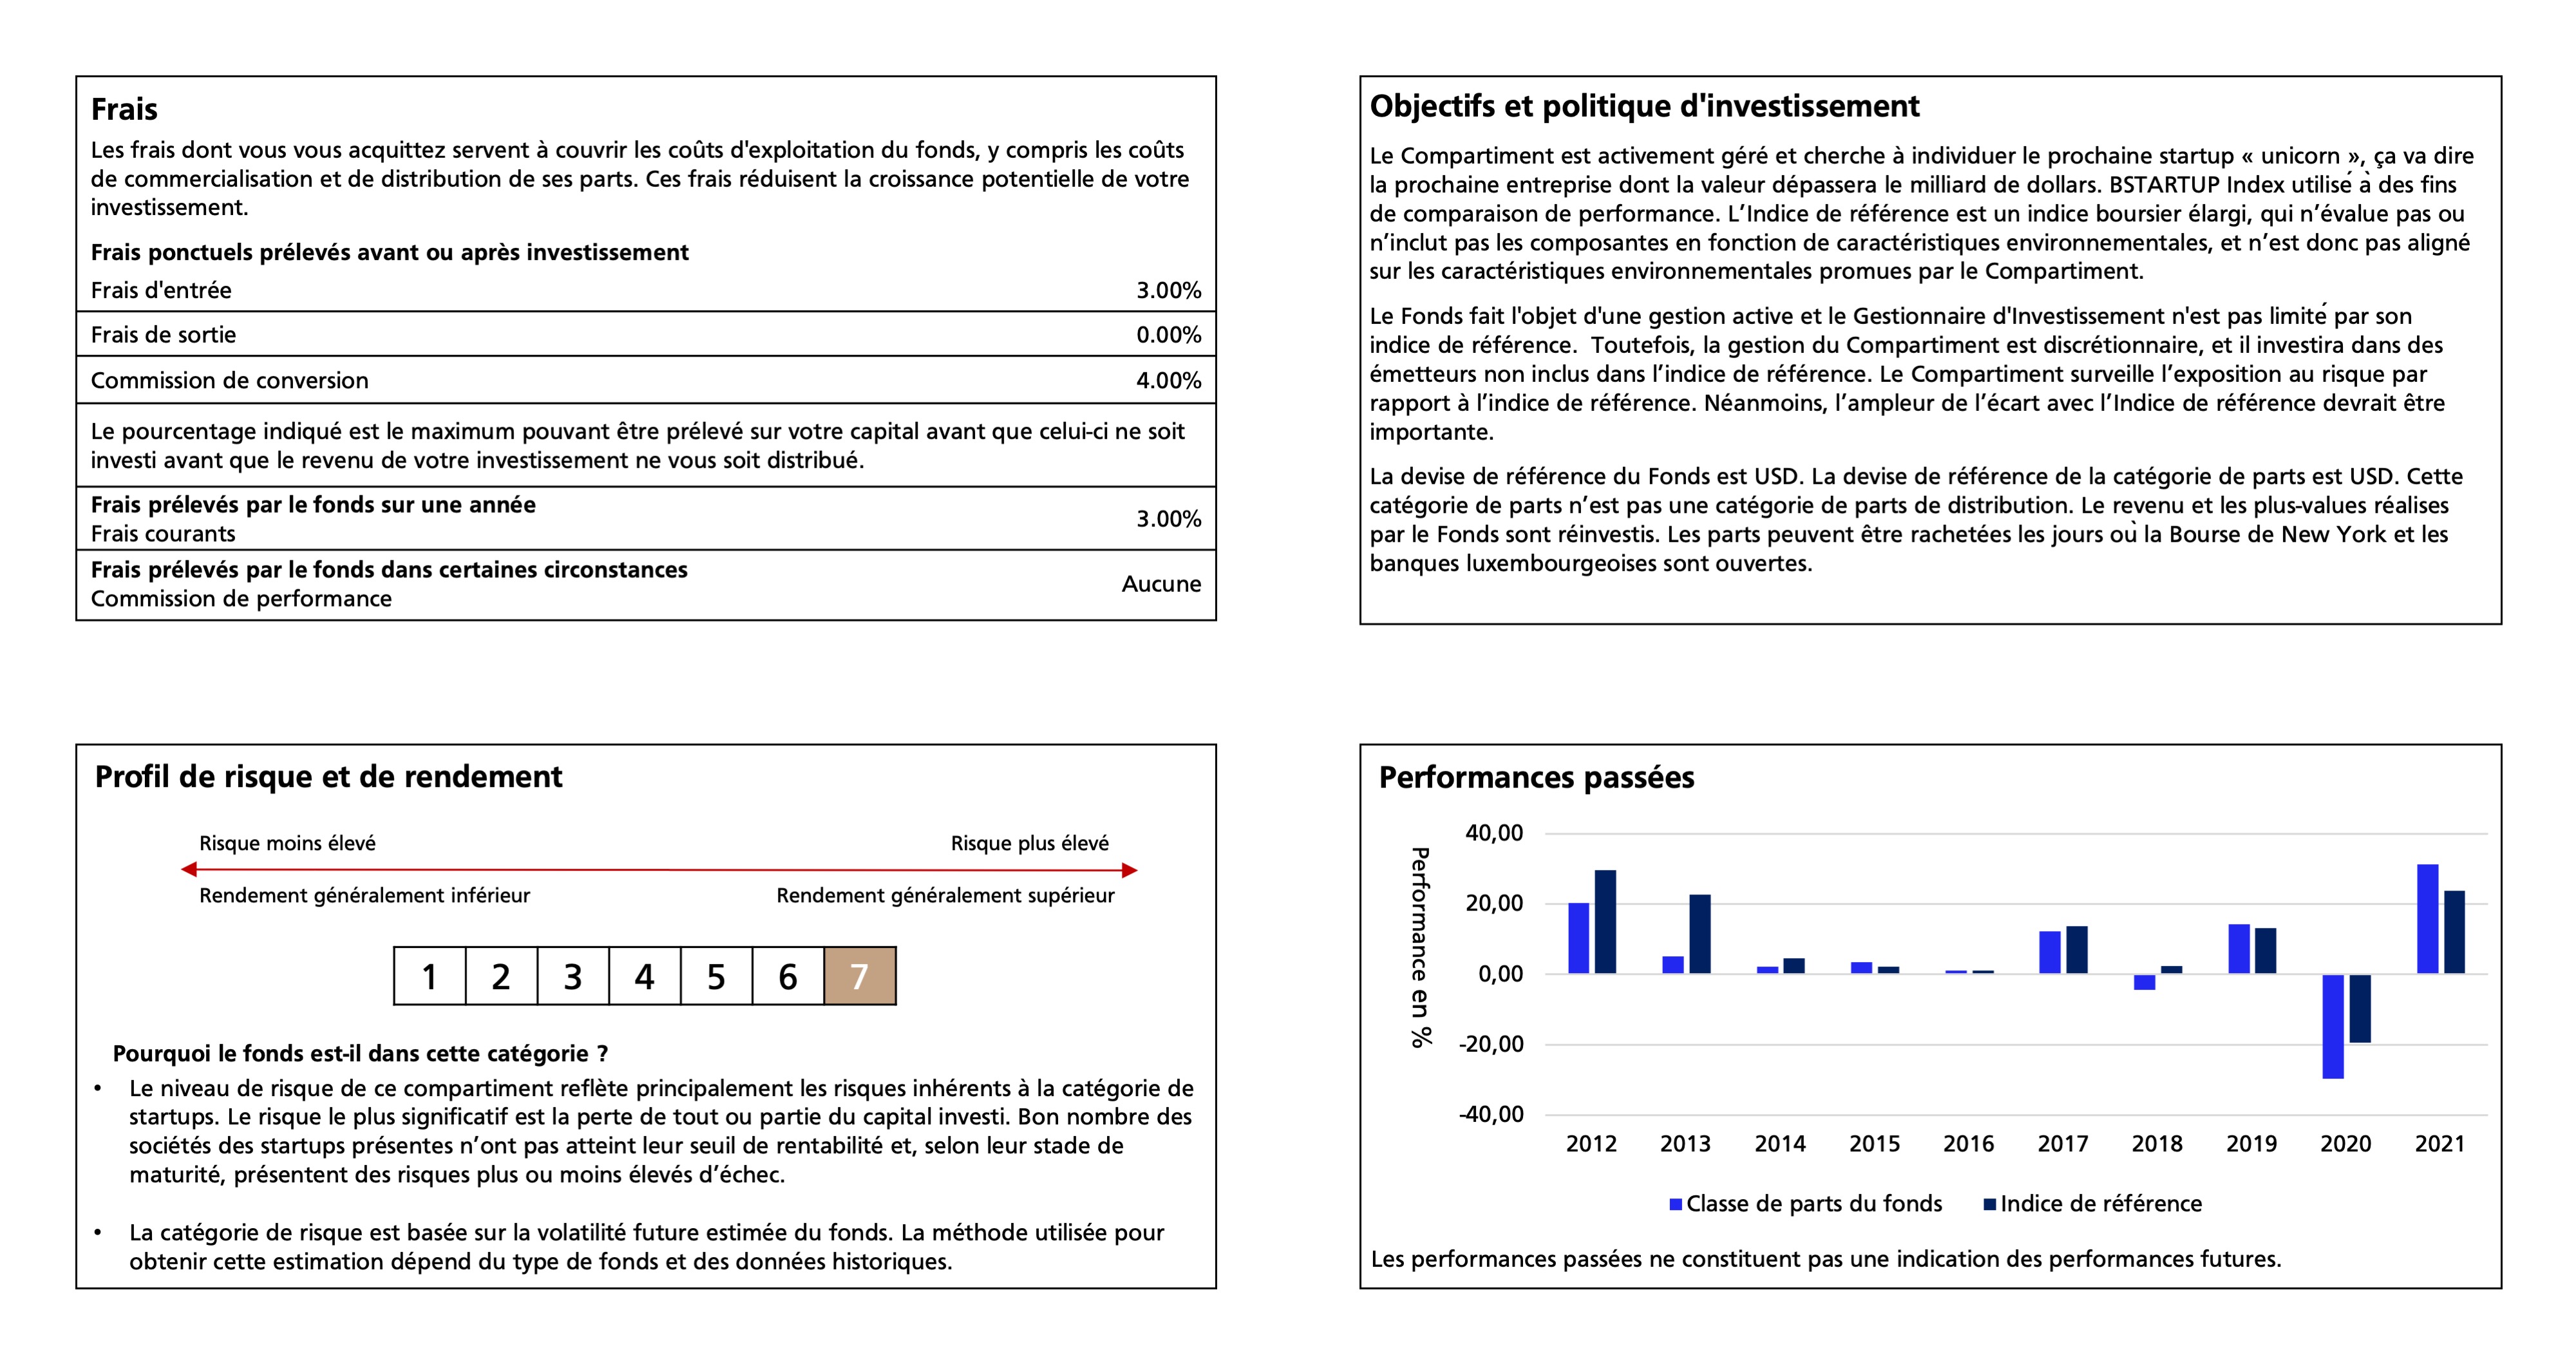 Frais
Les frais dont vous vous acquittez servent à couvrir les coûts d'exploitation du fonds, y compris les coûts
de commercialisation et de distribution de ses parts. Ces frais réduisent la croissance potentielle de votre
investissement.
Frais ponctuels prélevés avant ou après investissement
Frais d'entrée 3.00%
Frais de sortie 0.00%
Commission de conversion 4.00%
Le pourcentage indiqué est le maximum pouvant être prélevé sur votre capital avant que celui-ci ne soit
investi avant que le revenu de votre investissement ne vous soit distribué.
Frais prélevés par le fonds sur une année
Frais courants 3.00%
Frais prélevés par le fonds dans certaines circonstances
Commission de performance Aucune
Objectifs et politique d'investissement
Le Compartiment est activement géré et cherche à individuer le prochaine startup « unicorn », ça va dire
la prochaine entreprise dont la valeur dépassera le milliard de dollars. BSTARTUP Index utilisé à des fins
de comparaison de performance. L’Indice de référence est un indice boursier élargi, qui n’évalue pas ou
n’inclut pas les composantes en fonction de caractéristiques environnementales, et n’est donc pas aligné
sur les caractéristiques environnementales promues par le Compartiment.
Le Fonds fait l'objet d'une gestion active et le Gestionnaire d'Investissement n'est pas limité par son
indice de référence. Toutefois, la gestion du Compartiment est discrétionnaire, et il investira dans des
émetteurs non inclus dans l’indice de référence. Le Compartiment surveille l’exposition au risque par
rapport à l’indice de référence. Néanmoins, l’ampleur de l’écart avec l’Indice de référence devrait être
importante.
La devise de référence du Fonds est USD. La devise de référence de la catégorie de parts est USD. Cette
catégorie de parts n’est pas une catégorie de parts de distribution. Le revenu et les plus-values réalises
par le Fonds sont réinvestis. Les parts peuvent être rachetées les jours où la Bourse de New York et les
banques luxembourgeoises sont ouvertes.
Profil de risque et de rendement
Risque moins élevé Risque plus élevé
Rendement généralement inférieur Rendement généralement supérieur
1 2 3 4 5 6 7
Pourquoi le fonds est-il dans cette catégorie ?
• Le niveau de risque de ce compartiment reflète principalement les risques inhérents à la catégorie de
startups. Le risque le plus significatif est la perte de tout ou partie du capital investi. Bon nombre des
sociétés des startups présentes n’ont pas atteint leur seuil de rentabilité et, selon leur stade de
maturité, présentent des risques plus ou moins élevés d’échec.
• La catégorie de risque est basée sur la volatilité future estimée du fonds. La méthode utilisée pour
obtenir cette estimation dépend du type de fonds et des données historiques.
Performances passées
Performance en %
40,00
20,00
0,00
-20,00
-40,00
2012 2013 2014 2015 2016 2017 2018 2019 2020 2021
Classe de parts du fonds Indice de référence
Les performances passées ne constituent pas une indication des performances futures.